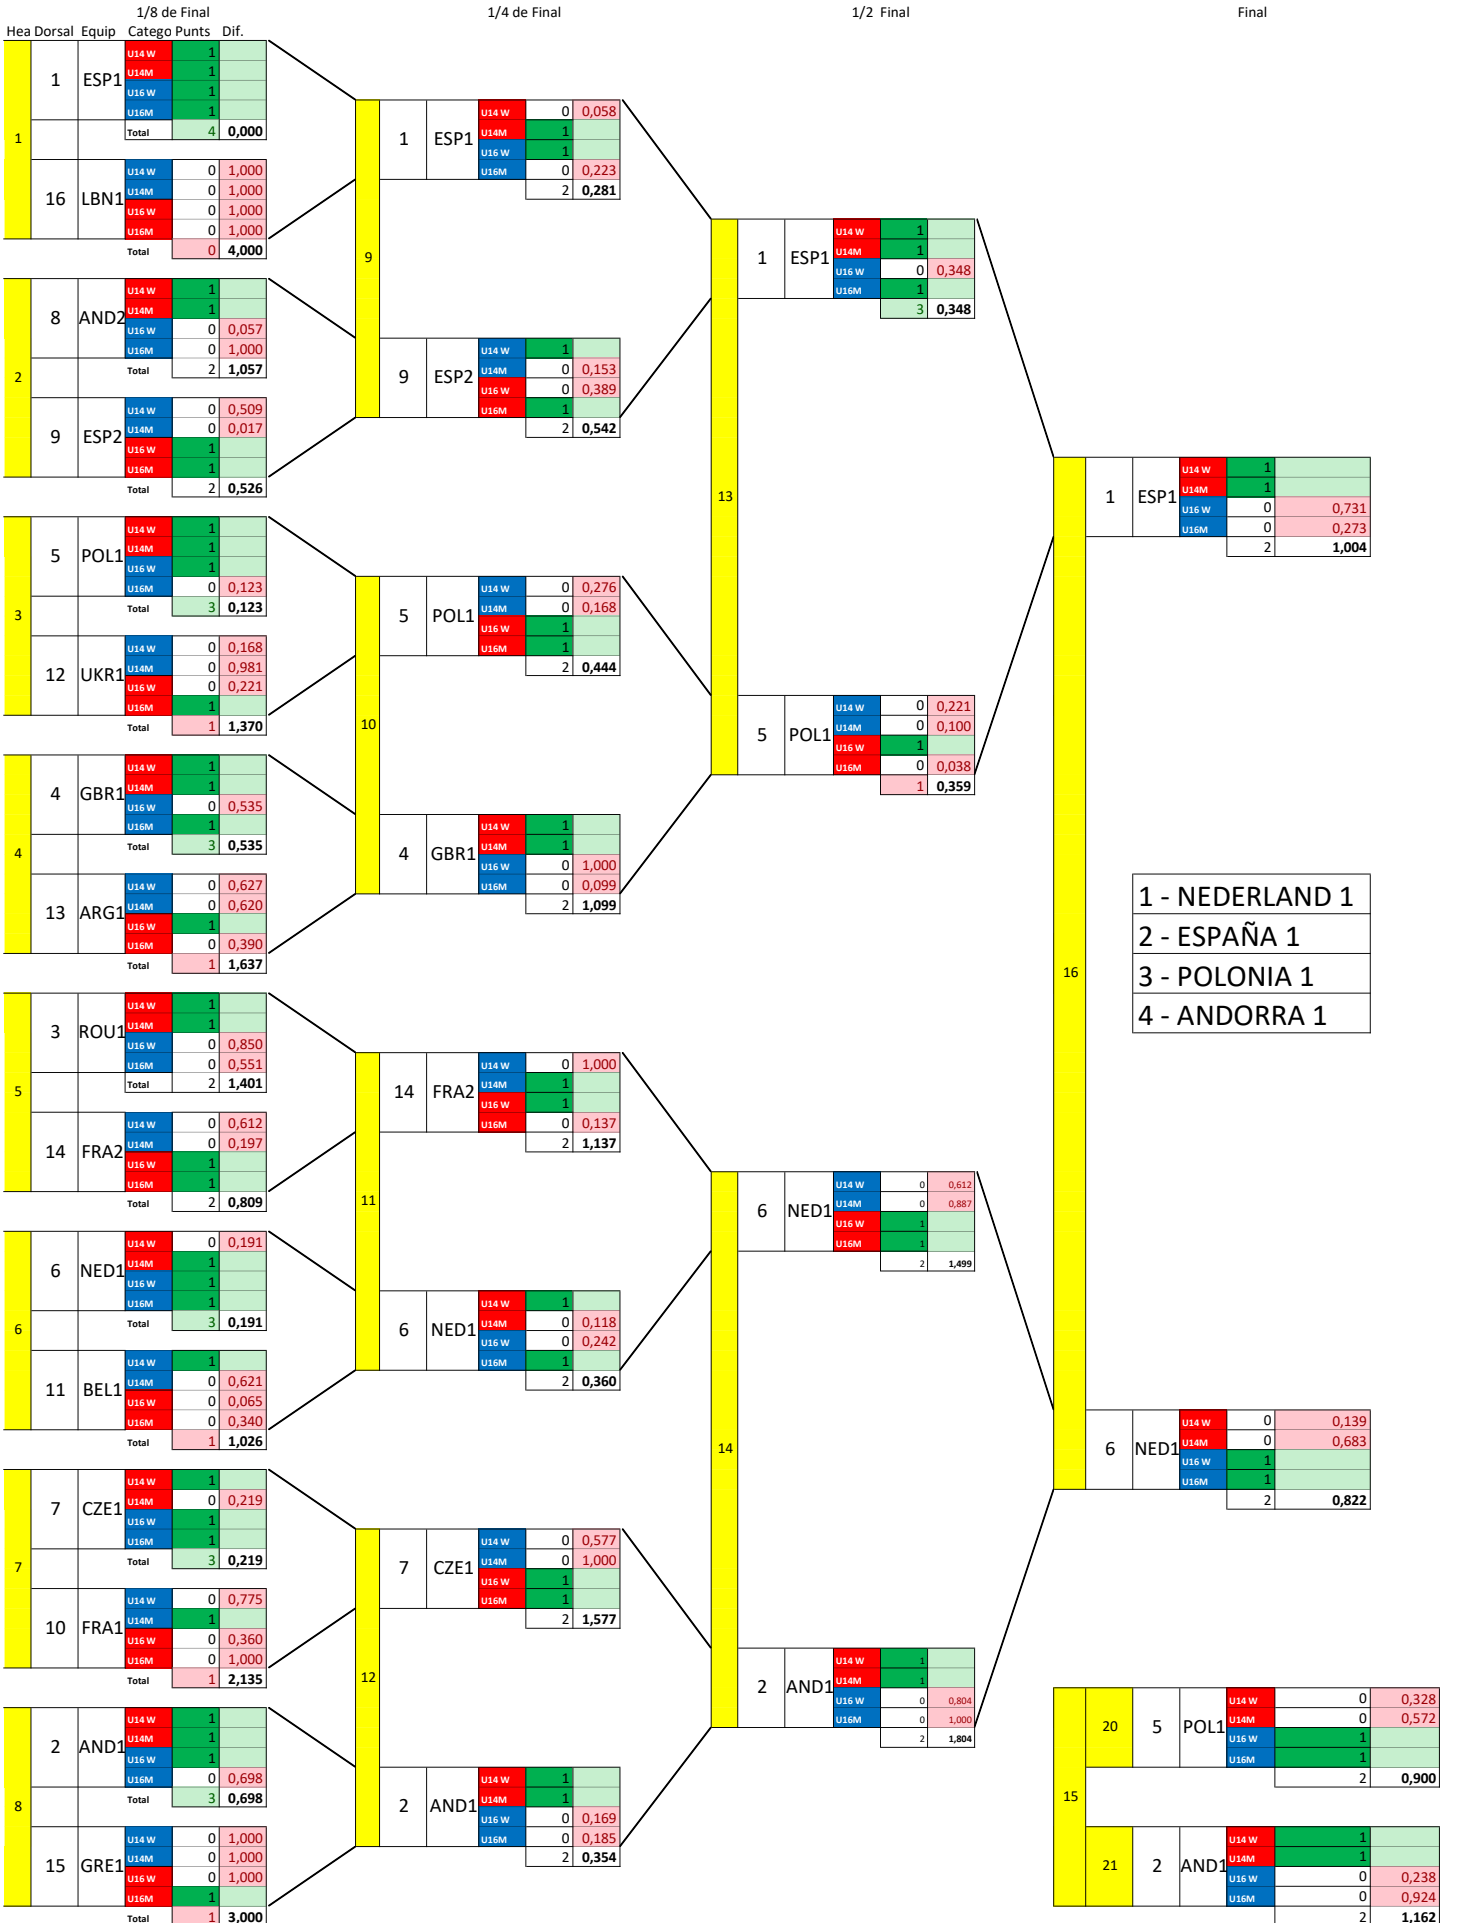 1/8 de Final
1/4 de Final
1/2 Final
Final
Hea Dorsal Equip Catego Punts Dif.
1
1 ESP1
U14 W 1
U14M 1
U16 W 1
U16M 1
Total 4 0,000
16 LBN1
U14 W 0 1,000
U14M 0 1,000
U16 W 0 1,000
U16M 0 1,000
Total 0 4,000
2
8 AND2
U14 W 1
U14M 1
U16 W 0 0,057
U16M 0 1,000
Total 2 1,057
9 ESP2
U14 W 0 0,509
U14M 0 0,017
U16 W 1
U16M 1
Total 2 0,526
3
5 POL1
U14 W 1
U14M 1
U16 W 1
U16M 0 0,123
Total 3 0,123
12 UKR1
U14 W 0 0,168
U14M 0 0,981
U16 W 0 0,221
U16M 1
Total 1 1,370
4
4 GBR1
U14 W 1
U14M 1
U16 W 0 0,535
U16M 1
Total 3 0,535
13 ARG1
U14 W 0 0,627
U14M 0 0,620
U16 W 1
U16M 0 0,390
Total 1 1,637
5
3 ROU1
U14 W 1
U14M 1
U16 W 0 0,850
U16M 0 0,551
Total 2 1,401
14 FRA2
U14 W 0 0,612
U14M 0 0,197
U16 W 1
U16M 1
Total 2 0,809
6
6 NED1
U14 W 0 0,191
U14M 1
U16 W 1
U16M 1
Total 3 0,191
11 BEL1
U14 W 1
U14M 0 0,621
U16 W 0 0,065
U16M 0 0,340
Total 1 1,026
7
7 CZE1
U14 W 1
U14M 0 0,219
U16 W 1
U16M 1
Total 3 0,219
10 FRA1
U14 W 0 0,775
U14M 1
U16 W 0 0,360
U16M 0 1,000
Total 1 2,135
8
2 AND1
U14 W 1
U14M 1
U16 W 1
U16M 0 0,698
Total 3 0,698
15 GRE1
U14 W 0 1,000
U14M 0 1,000
U16 W 0 1,000
U16M 1
Total 1 3,000
9
1 ESP1
U14 W 0 0,058
U14M 1
U16 W 1
U16M 0 0,223
2 0,281
9 ESP2
U14 W 1
U14M 0 0,153
U16 W 0 0,389
U16M 1
2 0,542
10
5 POL1
U14 W 0 0,276
U14M 0 0,168
U16 W 1
U16M 1
2 0,444
4 GBR1
U14 W 1
U14M 1
U16 W 0 1,000
U16M 0 0,099
2 1,099
11
14 FRA2
U14 W 0 1,000
U14M 1
U16 W 1
U16M 0 0,137
2 1,137
6 NED1
U14 W 1
U14M 0 0,118
U16 W 0 0,242
U16M 1
2 0,360
12
7 CZE1
U14 W 0 0,577
U14M 0 1,000
U16 W 1
U16M 1
2 1,577
2 AND1
U14 W 1
U14M 1
U16 W 0 0,169
U16M 0 0,185
2 0,354
13
1 ESP1
U14 W 1
U14M 1
U16 W 0 0,348
U16M 1
3 0,348
5 POL1
U14 W 0 0,221
U14M 0 0,100
U16 W 1
U16M 0 0,038
1 0,359
14
6 NED1
U14 W 0 0,612
U14M 0 0,887
U16 W 1
U16M 1
2 1,499
2 AND1
U14 W 1
U14M 1
U16 W 0 0,804
U16M 0 1,000
2 1,804
16
1 ESP1
U14 W 1
U14M 1
U16 W 0 0,731
U16M 0 0,273
2 1,004
6 NED1
U14 W 0 0,139
U14M 0 0,683
U16 W 1
U16M 1
2 0,822
1 - NEDERLAND 1
2 - ESPAÑA 1
3 - POLONIA 1
4 - ANDORRA 1
15
20 5 POL1
U14 W 0 0,328
U14M 0 0,572
U16 W 1
U16M 1
2 0,900
21 2 AND1
U14 W 1
U14M 1
U16 W 0 0,238
U16M 0 0,924
2 1,162